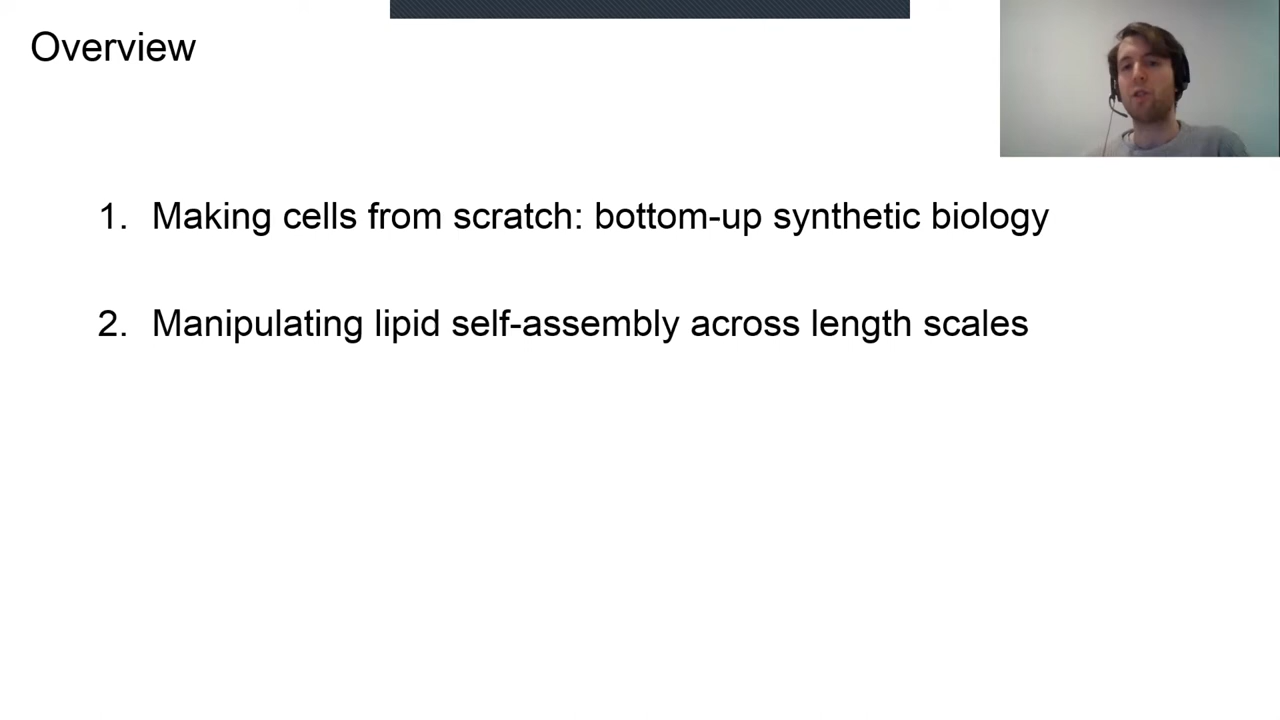 Overview
1. Making cells from scratch: bottom-up synthetic biology
2. Manipulating lipid self-assembly across length scales